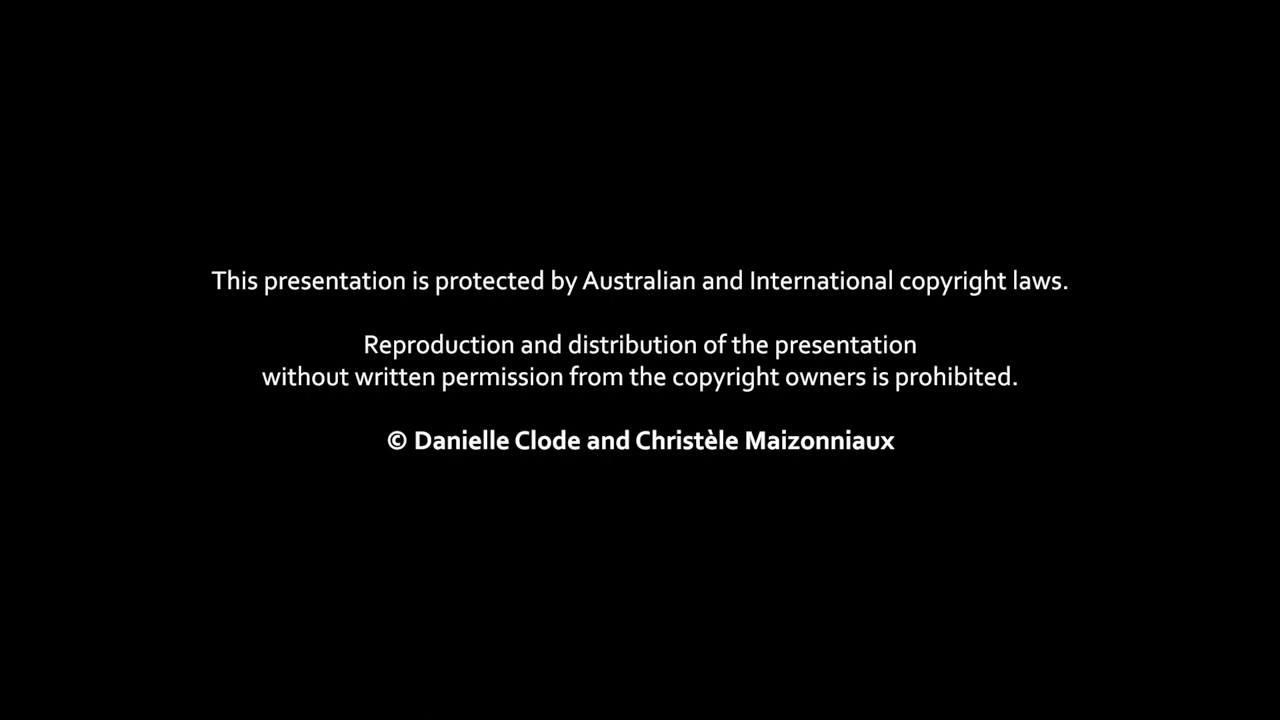 This presentation is protected by Australian and International copyright laws.
Reproduction and distribution of the presentation
without written permission from the copyright owners is prohibited.
© Danielle Clode and Christèle Maizonniaux